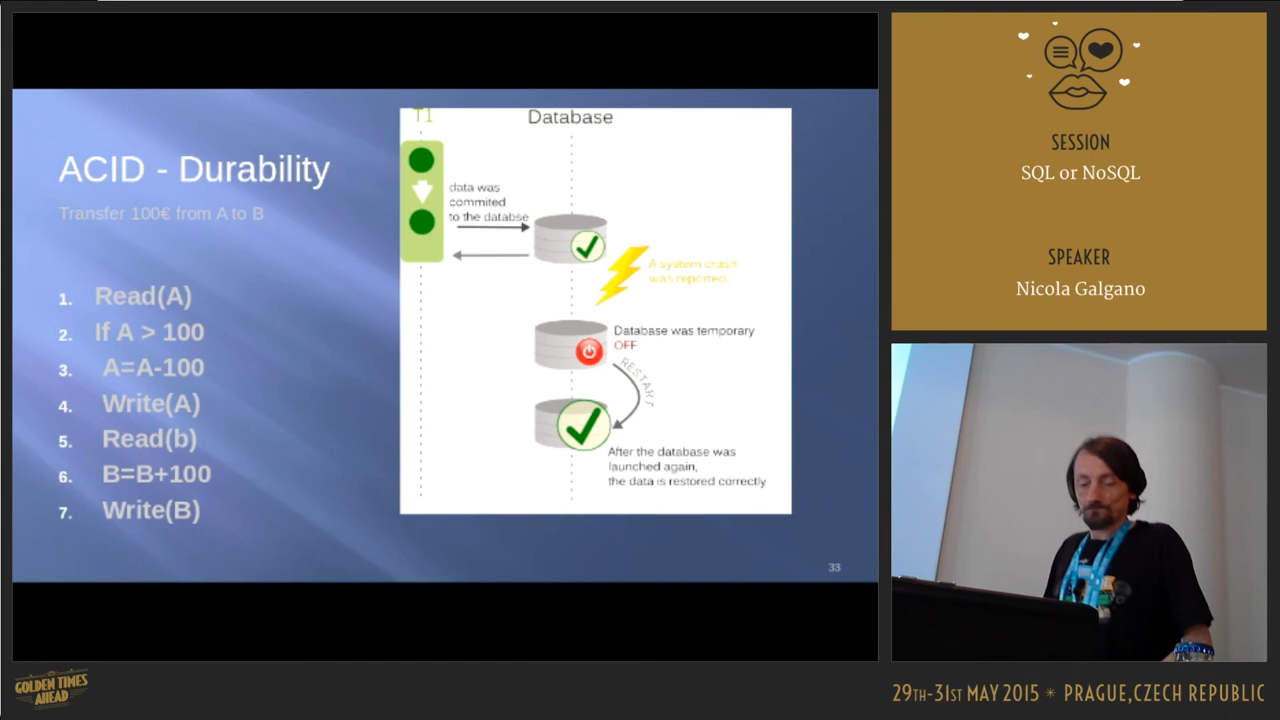 ACID - Durability
Transfer 100€ from A to B
1. Read(A)
2. If A > 100
3. A=A-100
4. Write(A)
5. Read(b)
6. B=B+100
7. Write(B)
T1
Database
data was
commited
to the databse
A system crash
was reported.
Database was temporary
OFF
RESTART
After the database was
launched again,
the data is restored correctly
33
SESSION
SQL or NoSQL
SPEAKER
Nicola Galgano
GOLDEN TIMES
AHEAD
29TH-31ST MAY 2015 * PRAGUE,CZECH REPUBLIC